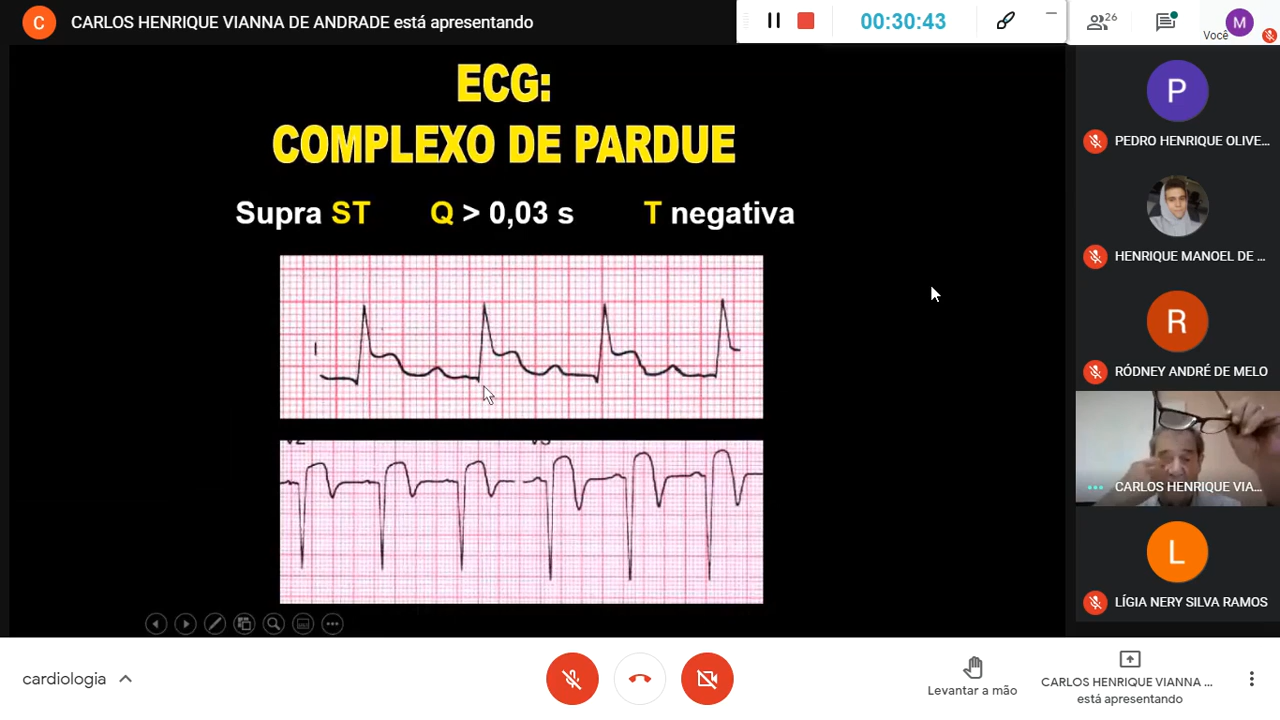 C
CARLOS HENRIQUE VIANNA DE ANDRADE está apresentando
00:30:43
26
Você
M
ECG:
COMPLEXO DE PARDUE
Supra ST Q > 0,03 s T negativa
I
V2
V3
P
PEDRO HENRIQUE OLIVE...
HENRIQUE MANOEL DE ...
R
RÓDNEY ANDRÉ DE MELO
CARLOS HENRIQUE VIA...
L
LÍGIA NERY SILVA RAMOS
cardiologia
Levantar a mão
CARLOS HENRIQUE VIANNA ...
está apresentando